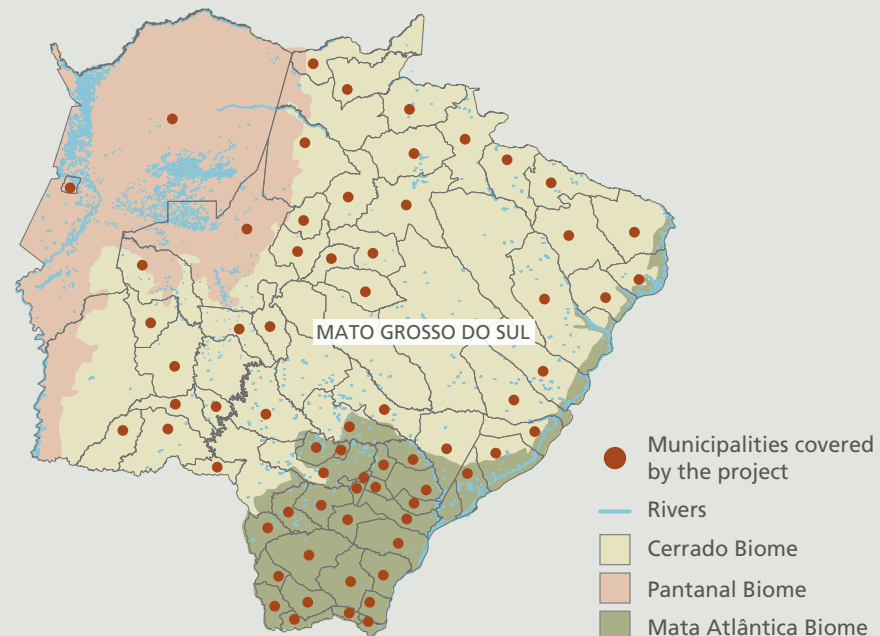 MATO GROSSO DO SUL
Municipalities covered
by the project
Rivers
Cerrado Biome
Pantanal Biome
Mata Atlântica Biome